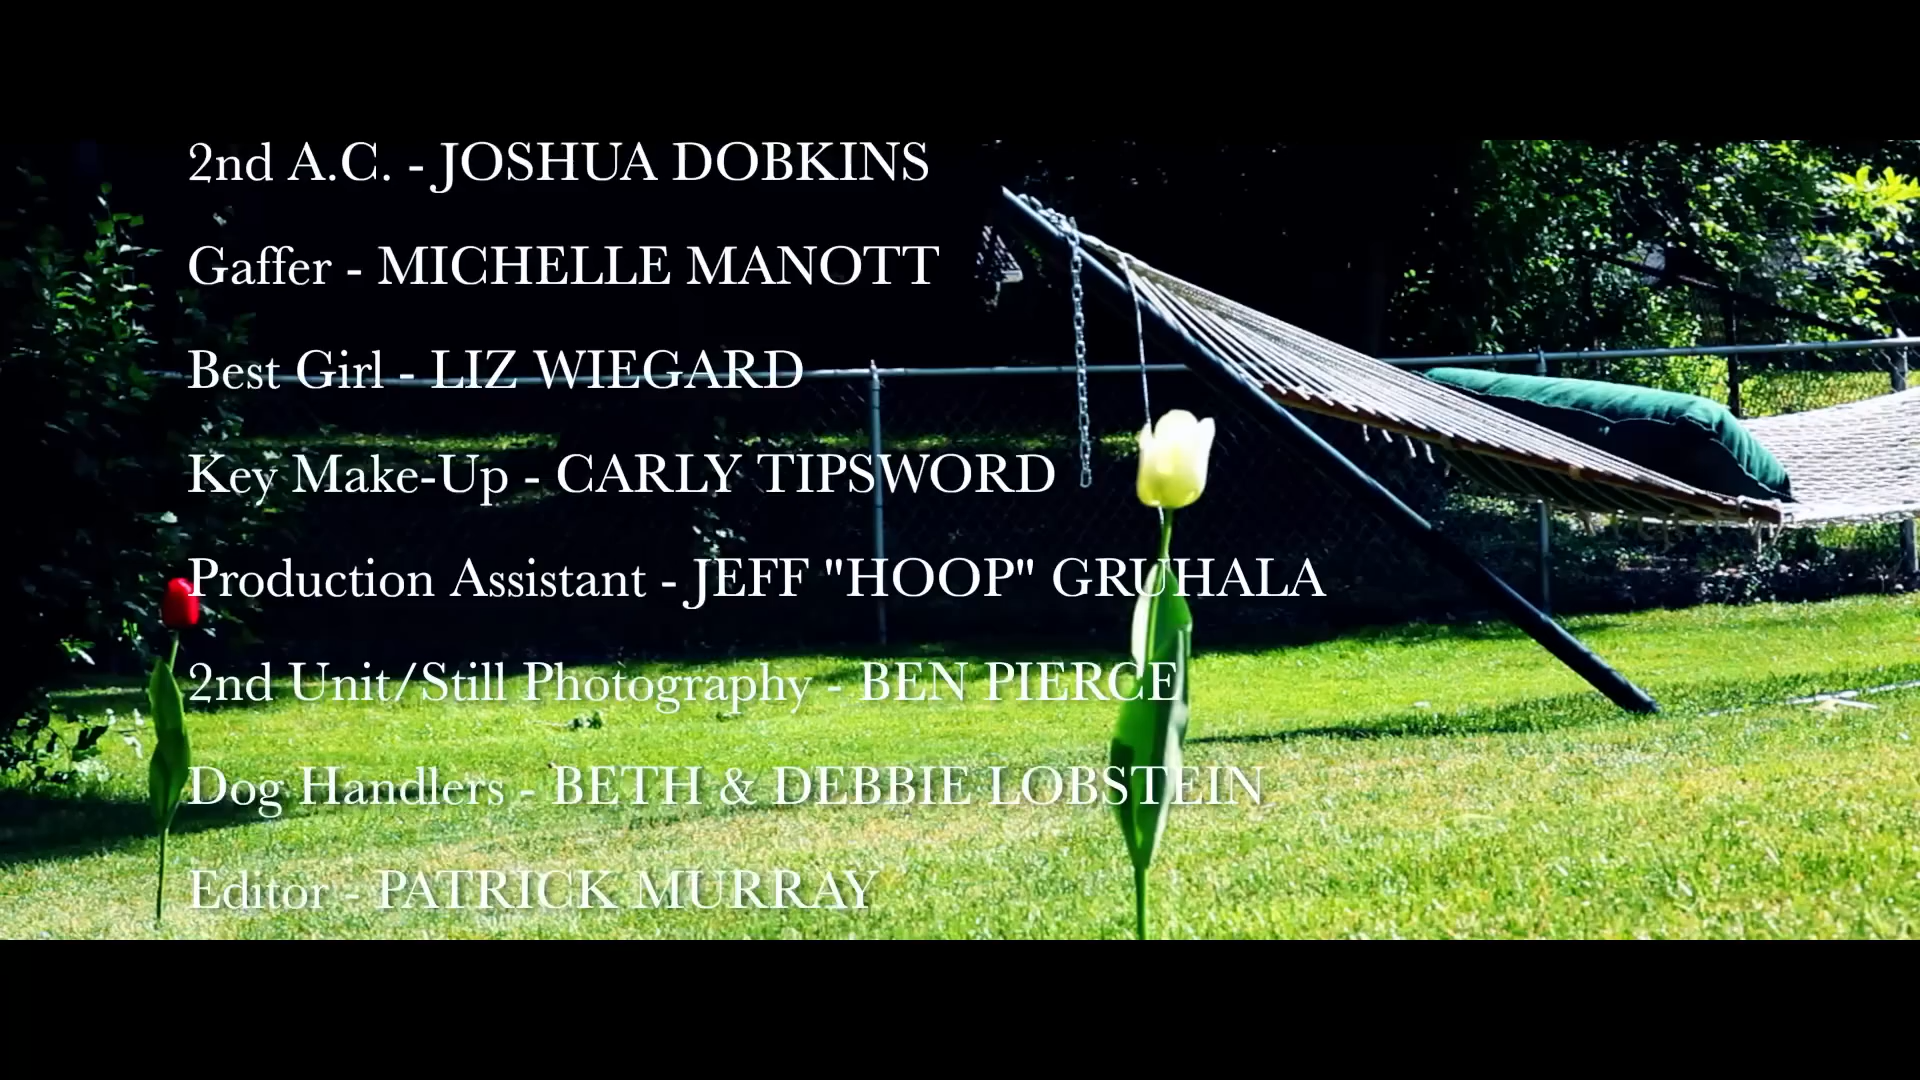 2nd A.C. - JOSHUA DOBKINS
Gaffer - MICHELLE MANOTT
Best Girl - LIZ WIEGARD
Key Make-Up - CARLY TIPSWORD
Production Assistant - JEFF "HOOP" GRUHALA
2nd Unit/Still Photography - BEN PIERCE
Dog Handlers - BETH & DEBBIE LOBSTEIN
Editor - PATRICK MURRAY